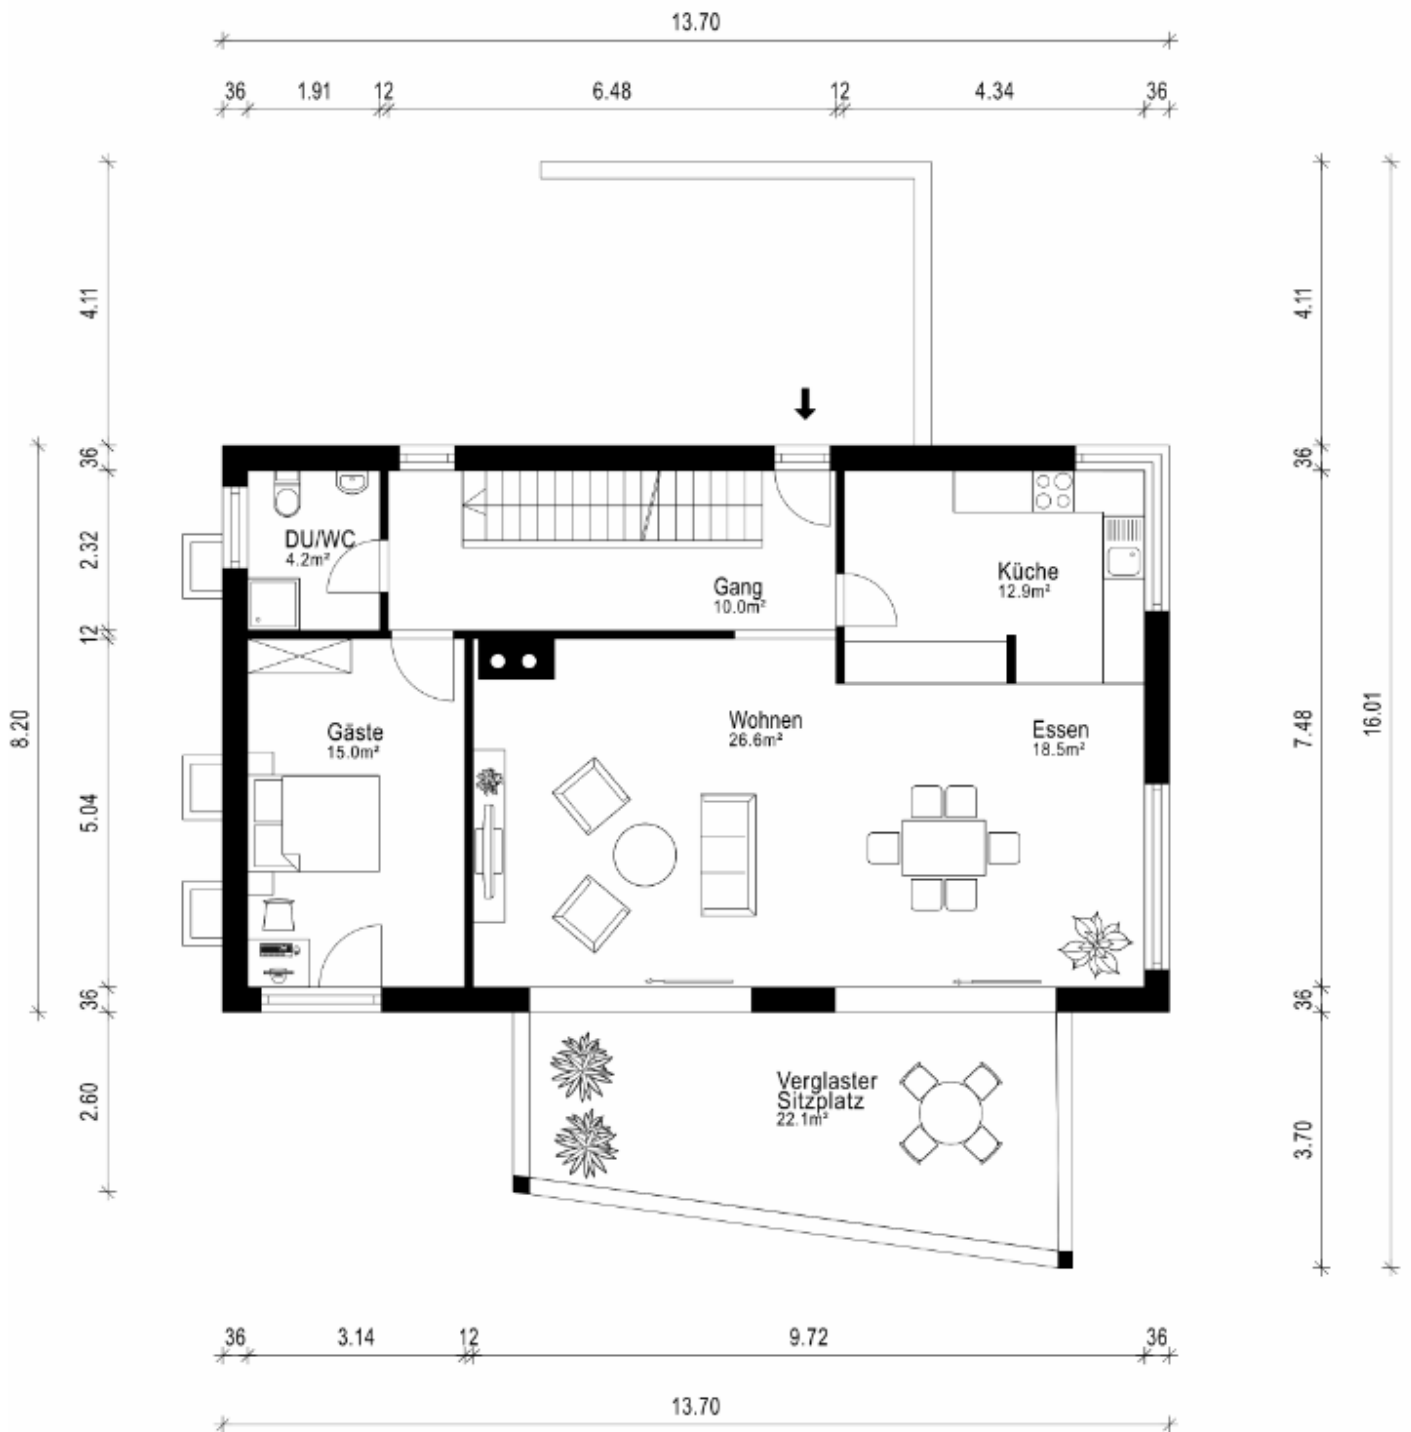 13.70
36 1.91 12 6.48 12 4.34 36
4.11
4.11
36
36
DU/WC
4.2m²
2.32
Küche
12.9m²
Gang
10.0m²
12
8.20
Wohnen
26.6m²
Essen
18.5m²
Gäste
15.0m²
7.48
16.01
5.04
36
36
Verglaster
Sitzplatz
22.1m²
2.60
3.70
36 3.14 12 9.72 36
13.70